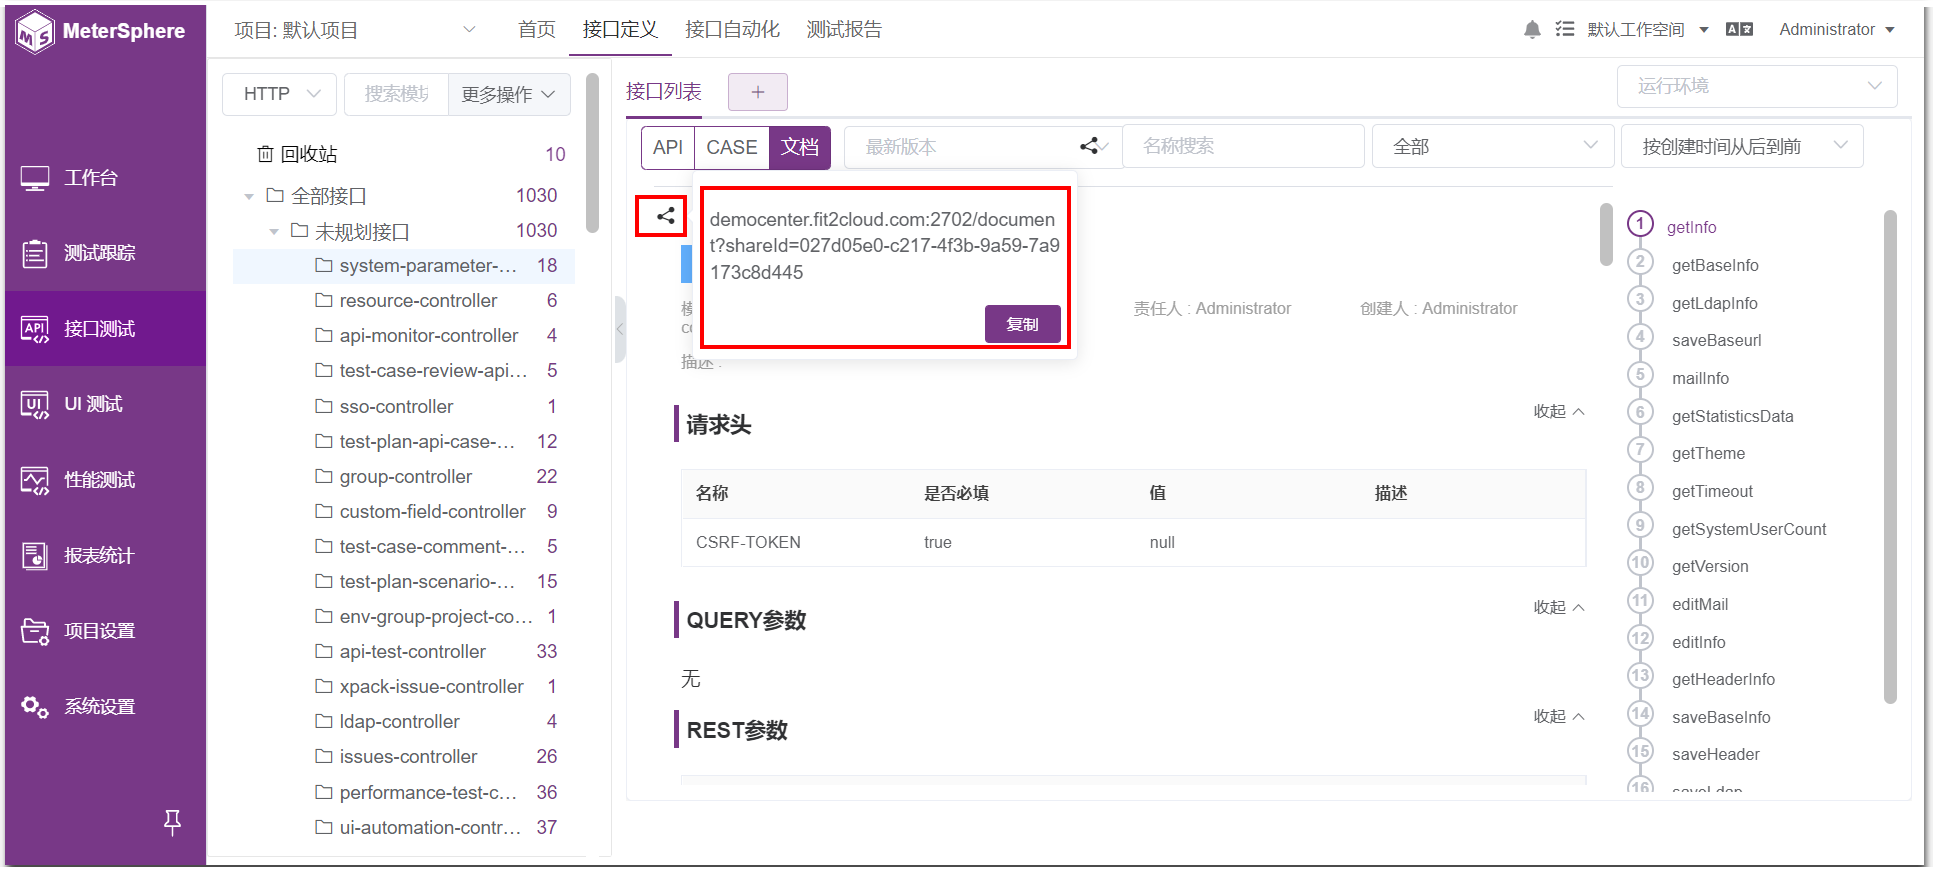 MeterSphere
项目: 默认项目
首页
接口定义
接口自动化
测试报告
默认工作空间
Administrator
工作台
测试跟踪
接口测试
UI 测试
性能测试
报表统计
项目设置
系统设置
HTTP
搜索模块
更多操作
回收站 10
全部接口 1030
未规划接口 1030
system-parameter-... 18
resource-controller 6
api-monitor-controller 4
test-case-review-api... 5
sso-controller 1
test-plan-api-case-... 12
group-controller 22
custom-field-controller 9
test-case-comment-... 5
test-plan-scenario-... 15
env-group-project-co... 1
api-test-controller 33
xpack-issue-controller 1
ldap-controller 4
issues-controller 26
performance-test-c... 36
ui-automation-contr... 37
接口列表
+
运行环境
API CASE 文档
最新版本
名称搜索
全部
按创建时间从后到前
democenter.fit2cloud.com:2702/documen
t?shareId=027d05e0-c217-4f3b-9a59-7a9
173c8d445
复制
责任人 : Administrator
创建人 : Administrator
描述 :
请求头
收起
名称 是否必填 值 描述
CSRF-TOKEN true null
QUERY参数
收起
无
REST参数
收起
1 getInfo
2 getBaseInfo
3 getLdapInfo
4 saveBaseurl
5 mailInfo
6 getStatisticsData
7 getTheme
8 getTimeout
9 getSystemUserCount
10 getVersion
11 editMail
12 editInfo
13 getHeaderInfo
14 saveBaseInfo
15 saveHeader
16 saveLdap